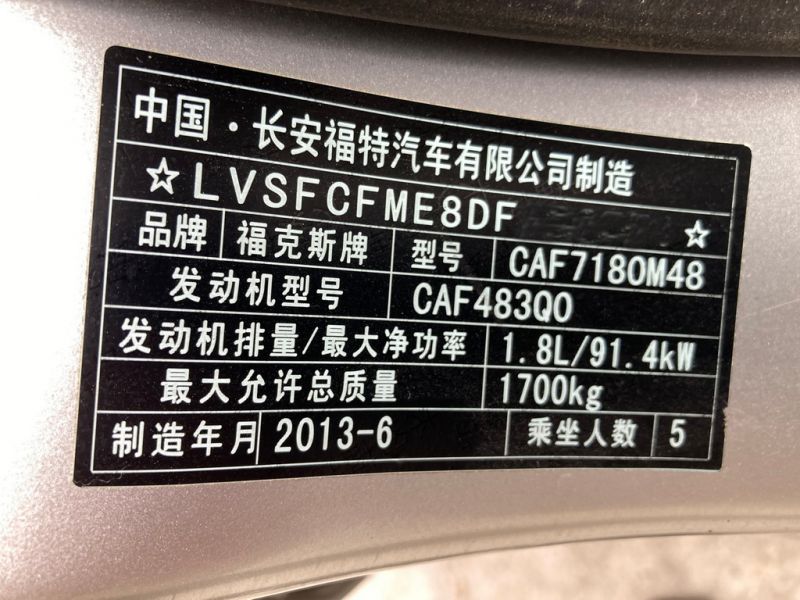 中国·长安福特汽车有限公司制造
☆LVSFCFME8DF ☆
品牌 福克斯牌 型号 CAF7180M48
发动机型号 CAF483Q0
发动机排量/最大净功率 1.8L/91.4kW
最大允许总质量 1700kg
制造年月 2013-6 乘坐人数 5